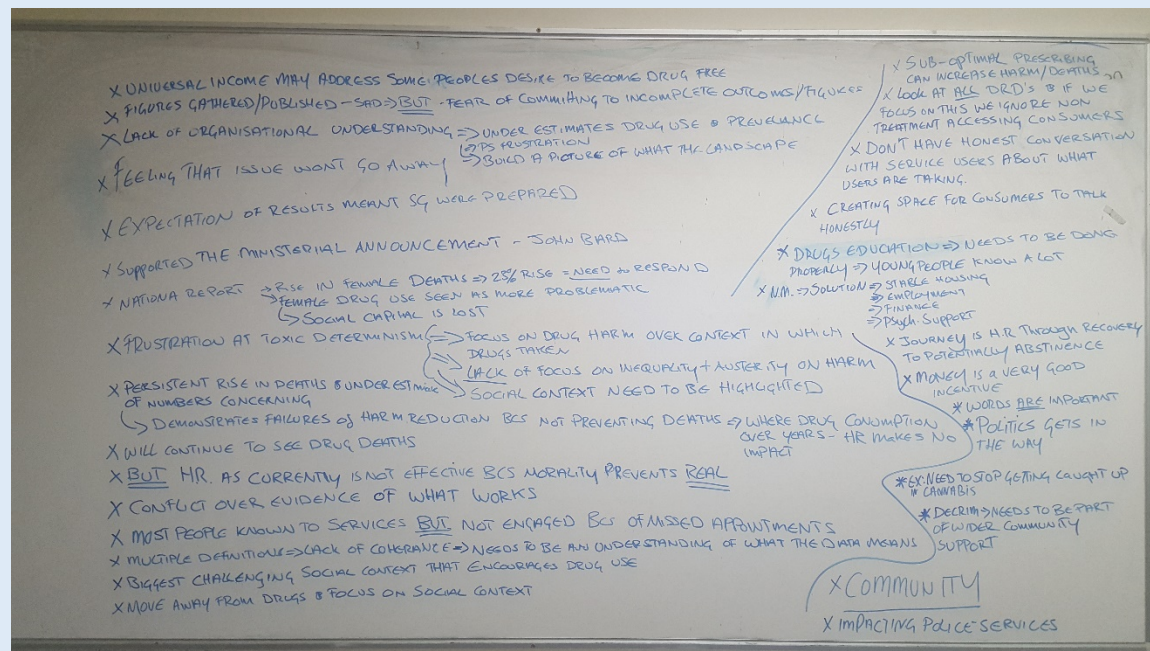 X UNIVERSAL INCOME MAY ADDRESS SOME PEOPLES DESIRE TO BECOME DRUG FREE
X FIGURES GATHERED/PUBLISHED - SAD => BUT - FEAR OF COMMITING TO INCOMPLETE OUTCOMES/FIGURES
X LACK OF ORGANISATIONAL UNDERSTANDING => UNDER ESTIMATES DRUG USE & PREVELANCE
FRUSTRATION
=> BUILD A PICTURE OF WHAT THE LANDSCAPE
X FEELING THAT ISSUE WONT GO AWAY
X EXPECTATION OF RESULTS MEANT SG WERE PREPARED
X SUPPORTED THE MINISTERIAL ANNOUNCEMENT - JOHN
X NATIONA REPORT -> RISE IN FEMALE DEATHS => 25% RISE = NEED to RESPOND
-> FEMALE DRUG USE SEEN AS MORE PROBLEMATIC
-> SOCIAL CAPITAL IS LOST
X FRUSTRATION AT TOXIC DETERMINISM => FOCUS ON DRUG HARM OVER CONTEXT IN WHICH
DRUGS TAKEN
-> LACK OF FOCUS ON INEQUALITY + AUSTERITY ON HARM
-> SOCIAL CONTEXT NEED TO BE HIGHLIGHTED
X PERSISTENT RISE IN DEATHS & UNDER
OF NUMBERS CONCERNING
-> DEMONSTRATES FAILURES of HARM REDUCTION BCS NOT PREVENTING DEATHS => WHERE DRUG CONUMPTION
OVER YEARS - HR MAKES NO
IMPACT
X WILL CONTINUE TO SEE DRUG DEATHS
X BUT HR. AS CURRENTLY IS NOT EFFECTIVE BCS MORALITY PREVENTS REAL
X CONFLICT OVER EVIDENCE OF WHAT WORKS
X MOST PEOPLE KNOWN TO SERVICES BUT NOT ENGAGED BCS OF MISSED APPOINTMENTS
X MULTIPLE DEFINITIONS => LACK OF COHERANCE => NEEDS TO BE AN UNDERSTANDING OF WHAT THE DATA MEANS
X BIGGEST CHALLENGING SOCIAL CONTEXT THAT ENCOURAGES DRUG USE
X MOVE AWAY FROM DRUGS & FOCUS ON SOCIAL CONTEXT
X SUB-OPTIMAL PRESCRIBING
CAN INCREASE HARM/DEATHS
X LOOK AT ALL DRD'S & IF WE
FOCUS ON THIS WE IGNORE NON
TREATMENT ACCESSING CONSUMERS
X DON'T HAVE HONEST CONVERSATION
WITH SERVICE USERS ABOUT WHAT
USERS ARE TAKING.
X CREATING SPACE FOR CONSUMERS TO TALK
HONESTLY
X DRUGS EDUCATION => NEEDS TO BE DONE
PROPERLY => YOUNG PEOPLE KNOW A LOT
X N.M. => SOLUTION => STABLE HOUSING
=> EMPLOYMENT
=> FINANCE
=> Psych. SUPPORT
X JOURNEY IS H.R Through RECOVERY
TO POTENTIALLY ABSTINENCE
X MONEY IS A VERY GOOD
INCENTIVE
* WORDS ARE IMPORTANT
* POLITICS GETS IN
THE WAY
* EX: NEED TO STOP GETTING CAUGHT UP
IN CANNABIS
* DECRIM => NEEDS TO BE PART
OF WIDER COMMUNITY
SUPPORT
X COMMUNITY
X IMPACTING POLICE SERVICES